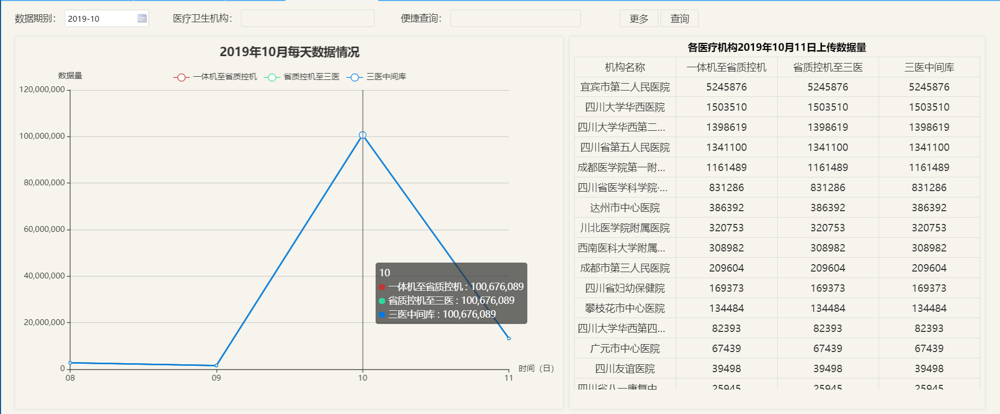 数据期别： 2019-10 医疗卫生机构： 便捷查询： 更多 查询
2019年10月每天数据情况
数据量
一体机至省质控机 省质控机至三医 三医中间库
120,000,000
100,000,000
80,000,000
60,000,000
40,000,000
20,000,000
0
08 09 10 11
时间（日）
10
一体机至省质控机 : 100,676,089
省质控机至三医 : 100,676,089
三医中间库 : 100,676,089
各医疗机构2019年10月11日上传数据量
机构名称 一体机至省质控机 省质控机至三医 三医中间库
宜宾市第二人民医院 5245876 5245876 5245876
四川大学华西医院 1503510 1503510 1503510
四川大学华西第二... 1398619 1398619 1398619
四川省第五人民医院 1341100 1341100 1341100
成都医学院第一附... 1161489 1161489 1161489
四川省医学科学院·... 831286 831286 831286
达州市中心医院 386392 386392 386392
川北医学院附属医院 320753 320753 320753
西南医科大学附属... 308982 308982 308982
成都市第三人民医院 209604 209604 209604
四川省妇幼保健院 169373 169373 169373
攀枝花市中心医院 134484 134484 134484
四川大学华西第四... 82393 82393 82393
广元市中心医院 67439 67439 67439
四川友谊医院 39498 39498 39498
四川省八一康复中... 25945 25945 25945